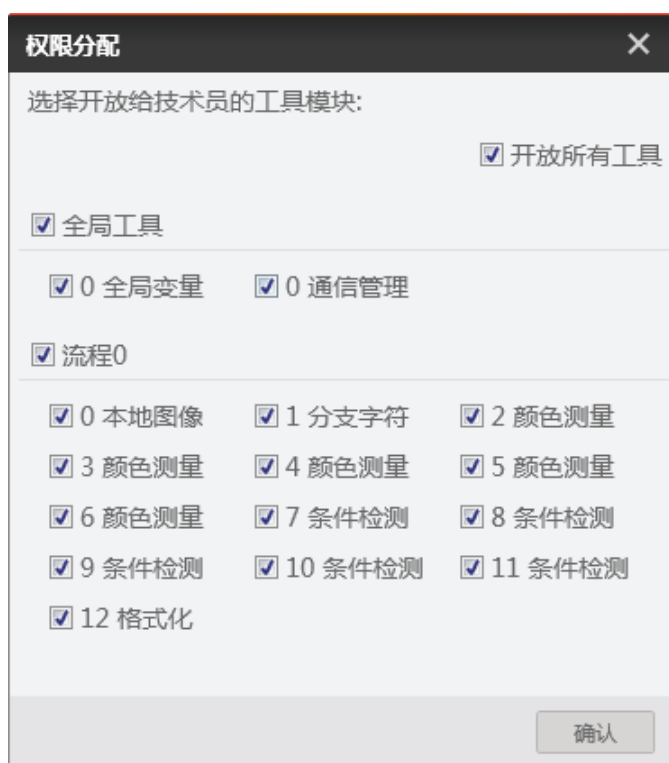 权限分配
选择开放给技术员的工具模块:
开放所有工具
全局工具
0 全局变量 0 通信管理
流程0
0 本地图像 1 分支字符 2 颜色测量
3 颜色测量 4 颜色测量 5 颜色测量
6 颜色测量 7 条件检测 8 条件检测
9 条件检测 10 条件检测 11 条件检测
12 格式化
确认